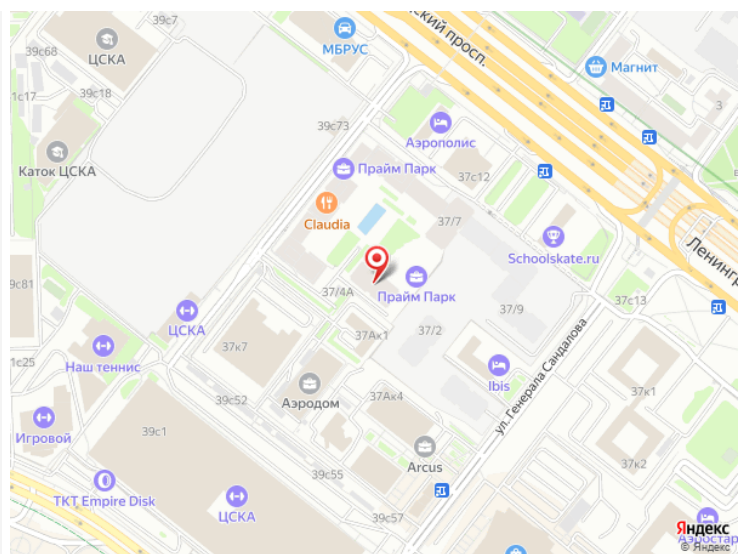 39с7
39с68
ЦСКА
МБРУС
ский просп.
Магнит
1с17
39с18
39с73
3
Аэрополис
Каток ЦСКА
Прайм Парк
37с12
Claudia
37/7
Schoolskate.ru
Ленингр
39с81
37/4А
Прайм Парк
37с13
ЦСКА
37/9
37Ак1
37/2
ул. Генерала Сандалова
1с25
Наш теннис
37к7
Ibis
37к1
Аэродом
39с52
37Ак4
Игровой
39с1
Arcus
37к2
39с55
ТКТ Empire Disk
ЦСКА
39с57
Яндекс
Аэростар
© Яндекс